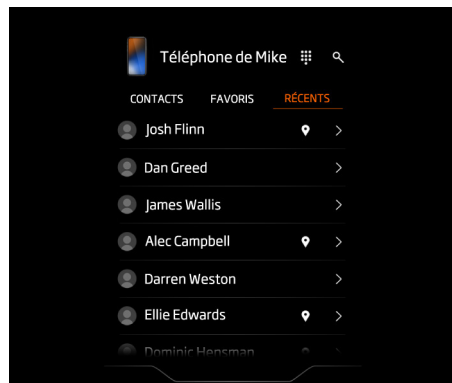 Téléphone de Mike
CONTACTS FAVORIS RÉCENTS
Josh Flinn
Dan Greed
James Wallis
Alec Campbell
Darren Weston
Ellie Edwards
Dominic Hensman